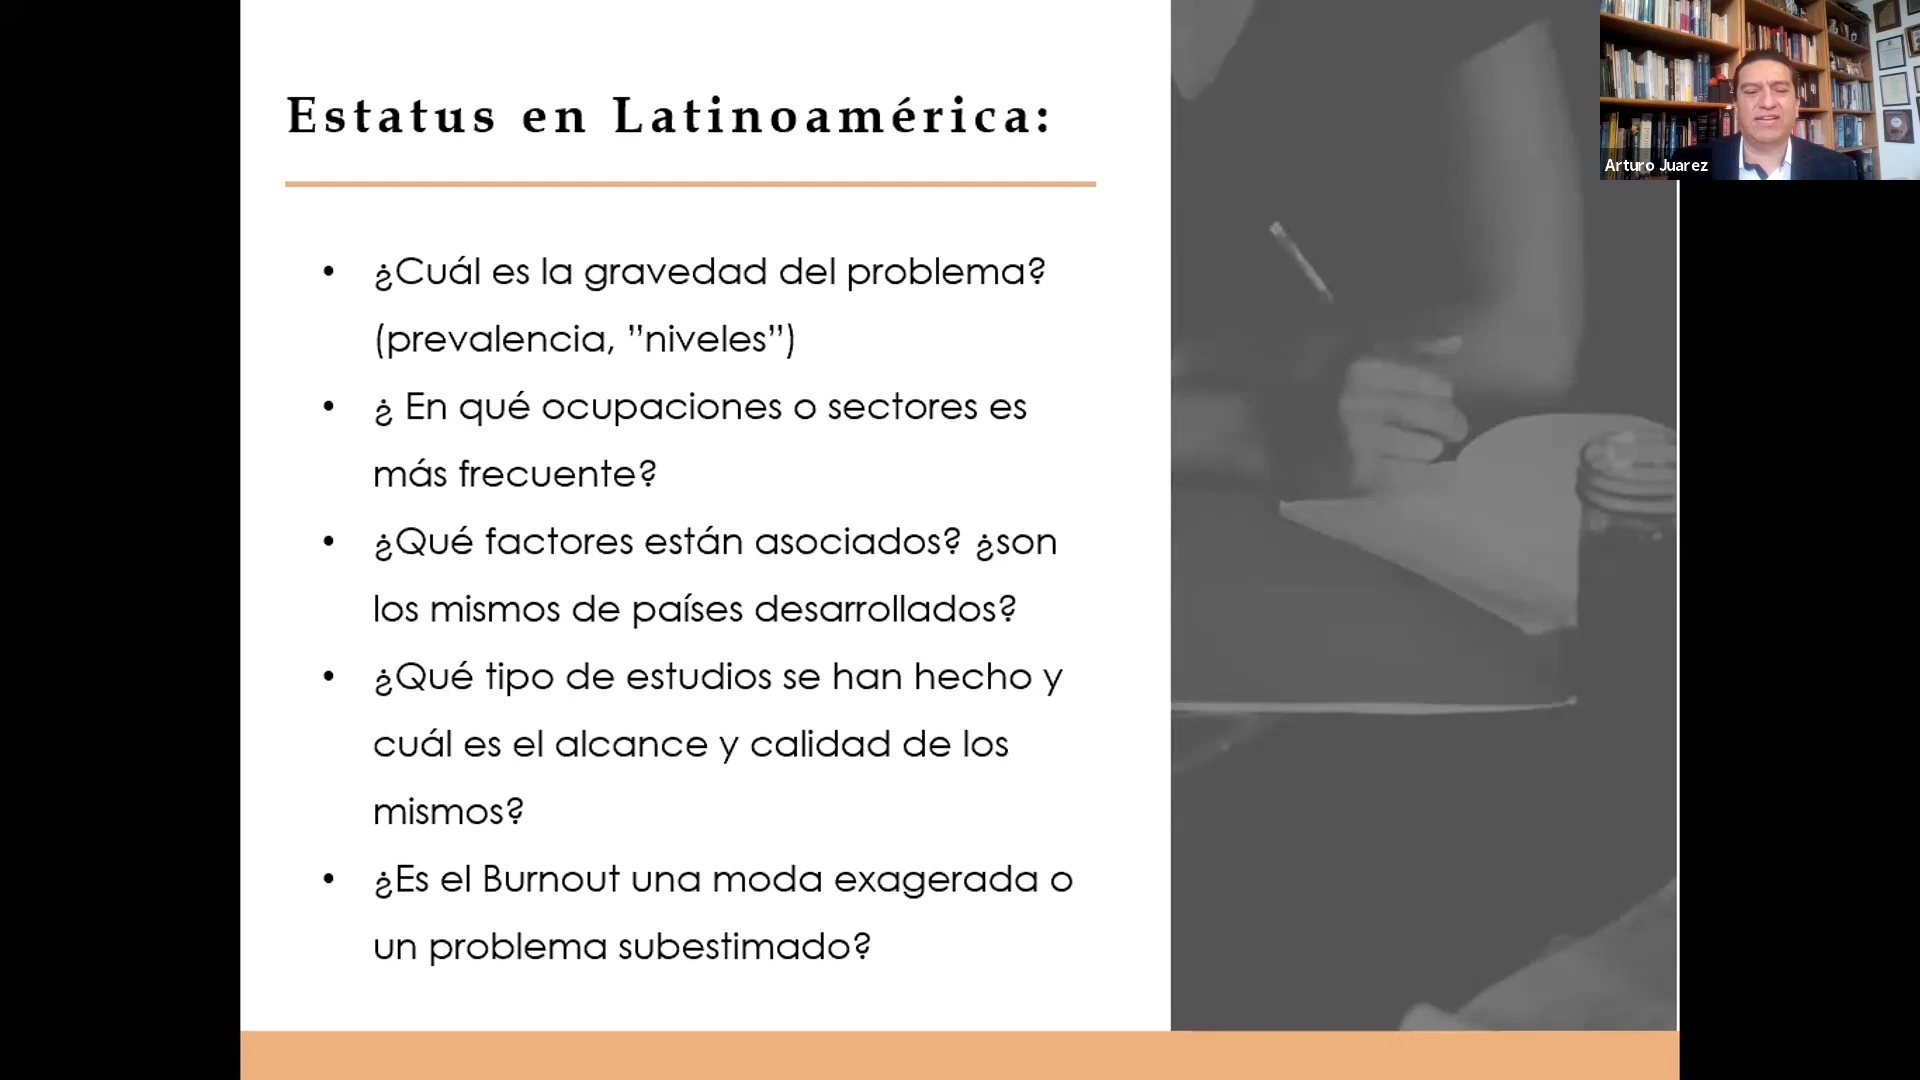 Estatus en Latinoamérica:
• ¿Cuál es la gravedad del problema?
(prevalencia, ”niveles”)
• ¿ En qué ocupaciones o sectores es
más frecuente?
• ¿Qué factores están asociados? ¿son
los mismos de países desarrollados?
• ¿Qué tipo de estudios se han hecho y
cuál es el alcance y calidad de los
mismos?
• ¿Es el Burnout una moda exagerada o
un problema subestimado?
Arturo Juarez